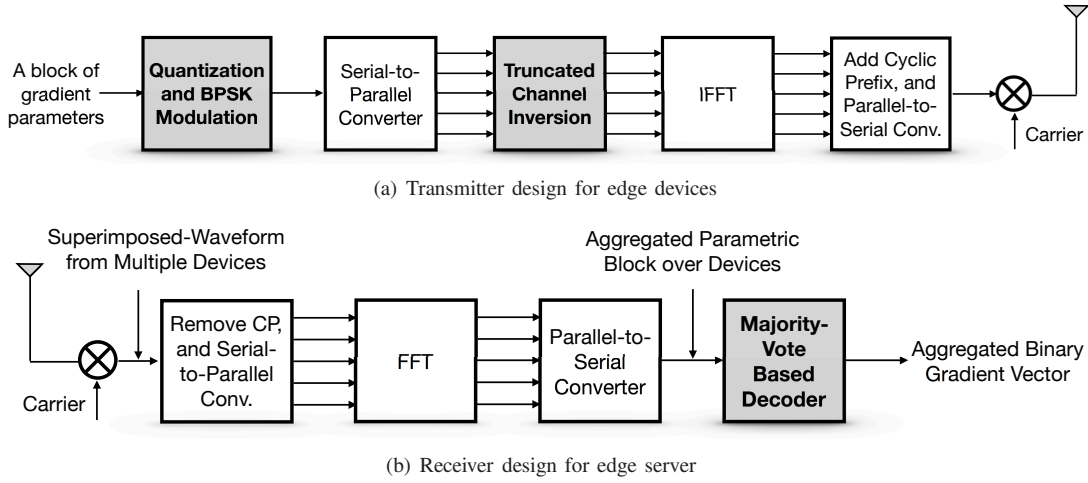 A block of
gradient
parameters
Quantization
and BPSK
Modulation
Serial-to-
Parallel
Converter
Truncated
Channel
Inversion
IFFT
Add Cyclic
Prefix, and
Parallel-to-
Serial Conv.
Carrier
(a) Transmitter design for edge devices
Superimposed-Waveform
from Multiple Devices
Carrier
Remove CP,
and Serial-
to-Parallel
Conv.
FFT
Parallel-to-
Serial
Converter
Aggregated Parametric
Block over Devices
Majority-
Vote
Based
Decoder
Aggregated Binary
Gradient Vector
(b) Receiver design for edge server